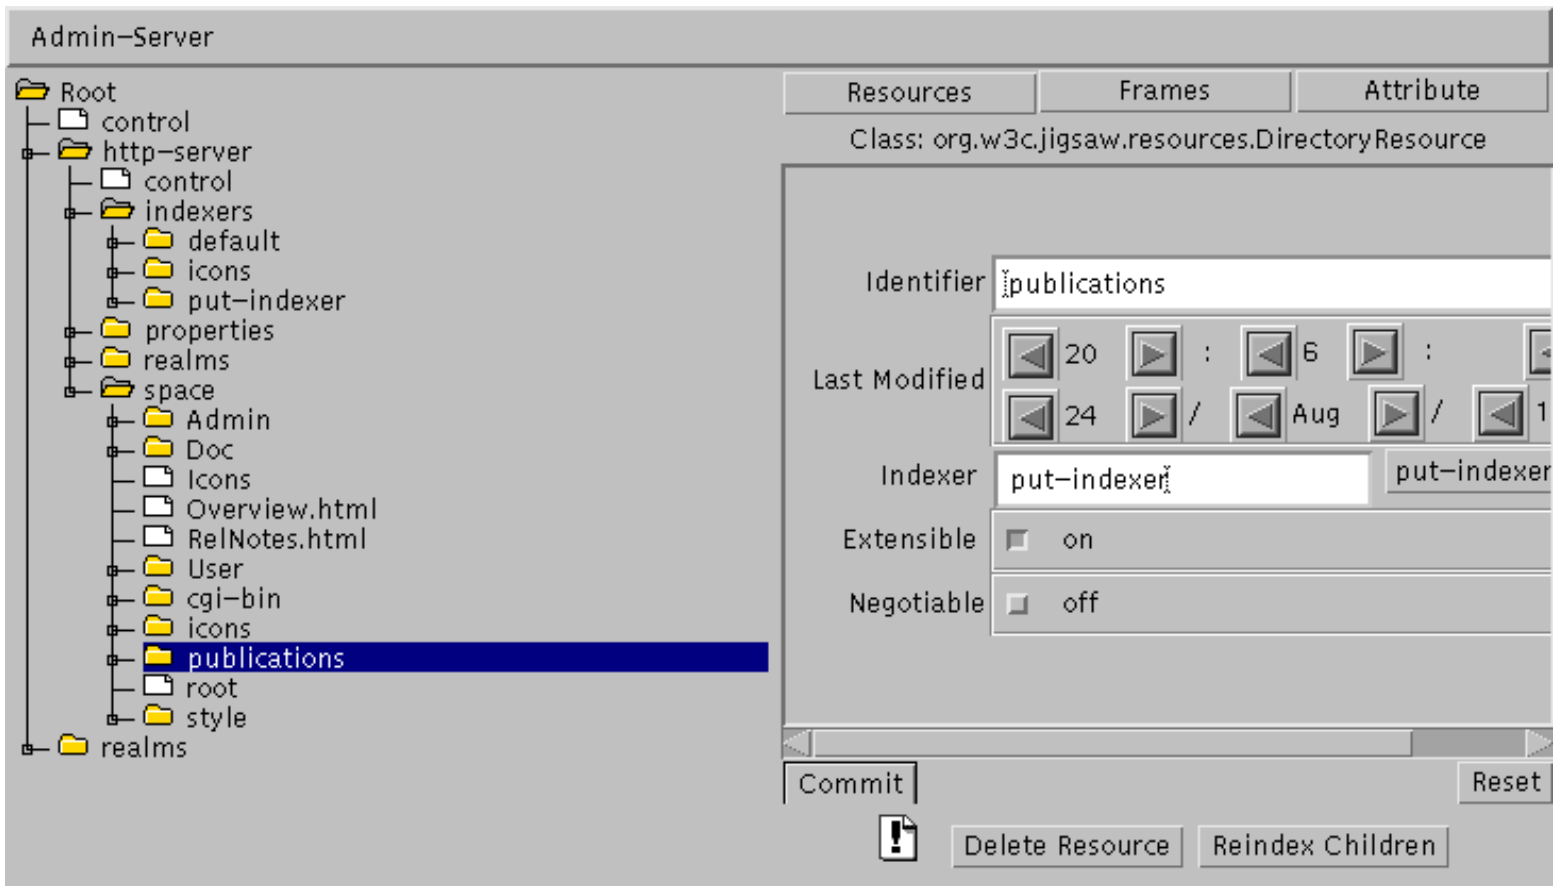 Admin-Server
Root
control
http-server
control
indexers
default
icons
put-indexer
properties
realms
space
Admin
Doc
Icons
Overview.html
RelNotes.html
User
cgi-bin
icons
publications
root
style
realms
Resources Frames Attribute
Class: org.w3c.jigsaw.resources.DirectoryResource
Identifier publications
20 : 6 :
Last Modified
24 / Aug / 1
Indexer put-indexer put-indexer
Extensible on
Negotiable off
Commit Reset
! Delete Resource Reindex Children